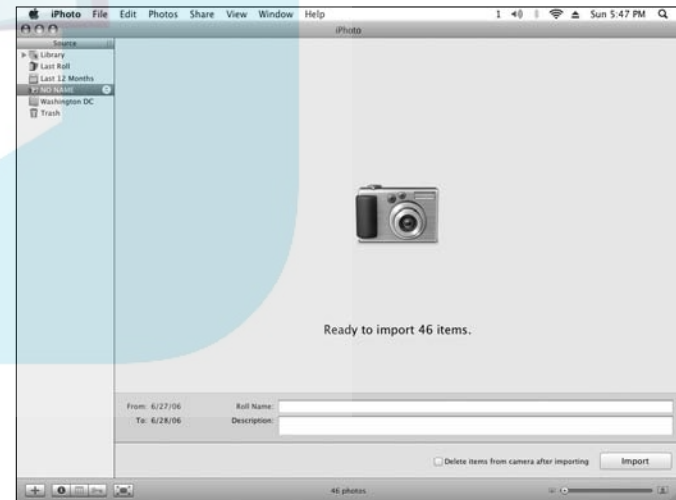 iPhoto File Edit Photos Share View Window Help 1 Sun 5:47 PM
iPhoto
Source
Library
Last Roll
Last 12 Months
NO NAME
Washington DC
Trash
Ready to import 46 items.
From: 6/27/06 Roll Name:
To: 6/28/06 Description:
Delete items from camera after importing Import
46 photos